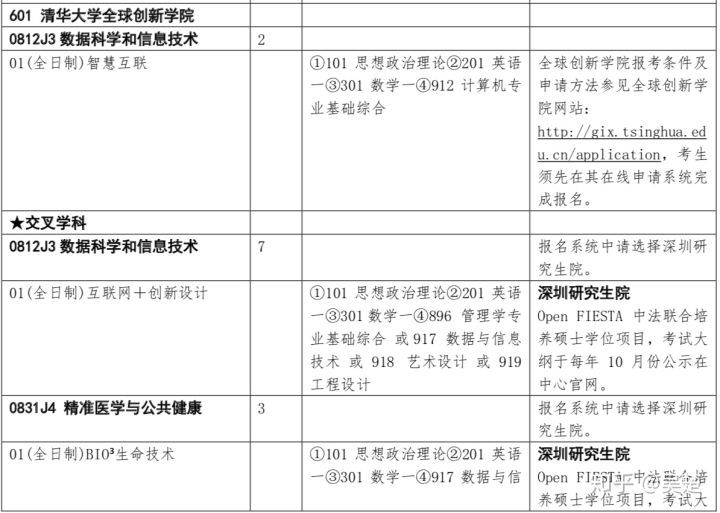 601 清华大学全球创新学院
0812J3 数据科学和信息技术 2
01(全日制)智慧互联
①101 思想政治理论②201 英语
一③301 数学一④912 计算机专
业基础综合
全球创新学院报考条件及
申请方法参见全球创新学
院网站：
http://gix.tsinghua.ed
u.cn/application，考生
须先在其在线申请系统完
成报名。
★交叉学科
0812J3 数据科学和信息技术 7
报名系统中请选择深圳研
究生院。
01(全日制)互联网＋创新设计
①101 思想政治理论②201 英语
一③301 数学一④896 管理学专
业基础综合 或 917 数据与信息
技术 或 918 艺术设计 或 919
工程设计
深圳研究生院
Open FIESTA 中法联合培
养硕士学位项目，考试大
纲于每年 10 月份公示在
中心官网。
0831J4 精准医学与公共健康 3
报名系统中请选择深圳研
究生院。
01(全日制)BIO³生命技术
①101 思想政治理论②201 英语
一③301 数学一④917 数据与信
深圳研究生院
Open FIESTA 中法联合培
养硕士学位项目，考试大
知乎